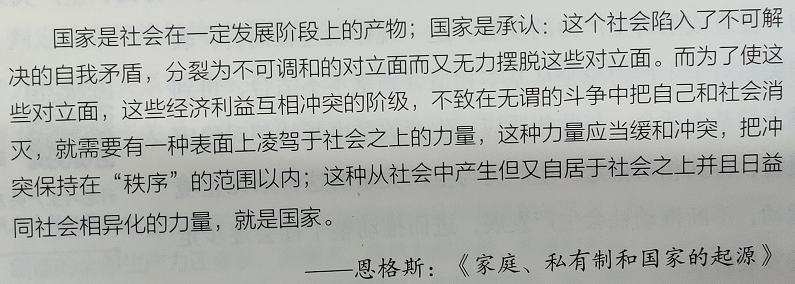 国家是社会在一定发展阶段上的产物；国家是承认：这个社会陷入了不可解
决的自我矛盾，分裂为不可调和的对立面而又无力摆脱这些对立面。而为了使这
些对立面，这些经济利益互相冲突的阶级，不致在无谓的斗争中把自己和社会消
灭，就需要有一种表面上凌驾于社会之上的力量，这种力量应当缓和冲突，把冲
突保持在“秩序”的范围以内；这种从社会中产生但又自居于社会之上并且日益
同社会相异化的力量，就是国家。
——恩格斯：《家庭、私有制和国家的起源》